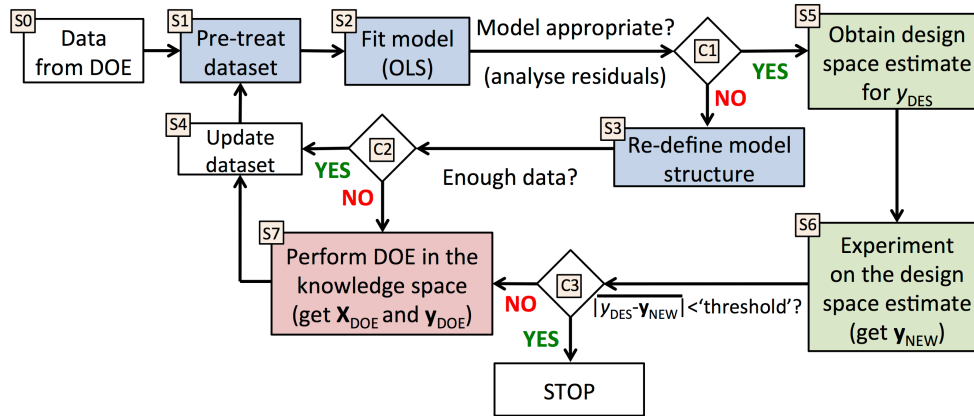 S0
Data
from DOE
S1
Pre-treat
dataset
S2
Fit model
(OLS)
Model appropriate?
(analyse residuals)
C1
YES
NO
S5
Obtain design
space estimate
for yDES
S4
Update
dataset
YES
C2
NO
Enough data?
S3
Re-define model
structure
S7
Perform DOE in the
knowledge space
(get XDOE and yDOE)
NO
C3
YES
|yDES-yNEW|<‘threshold’?
S6
Experiment
on the design
space estimate
(get yNEW)
STOP